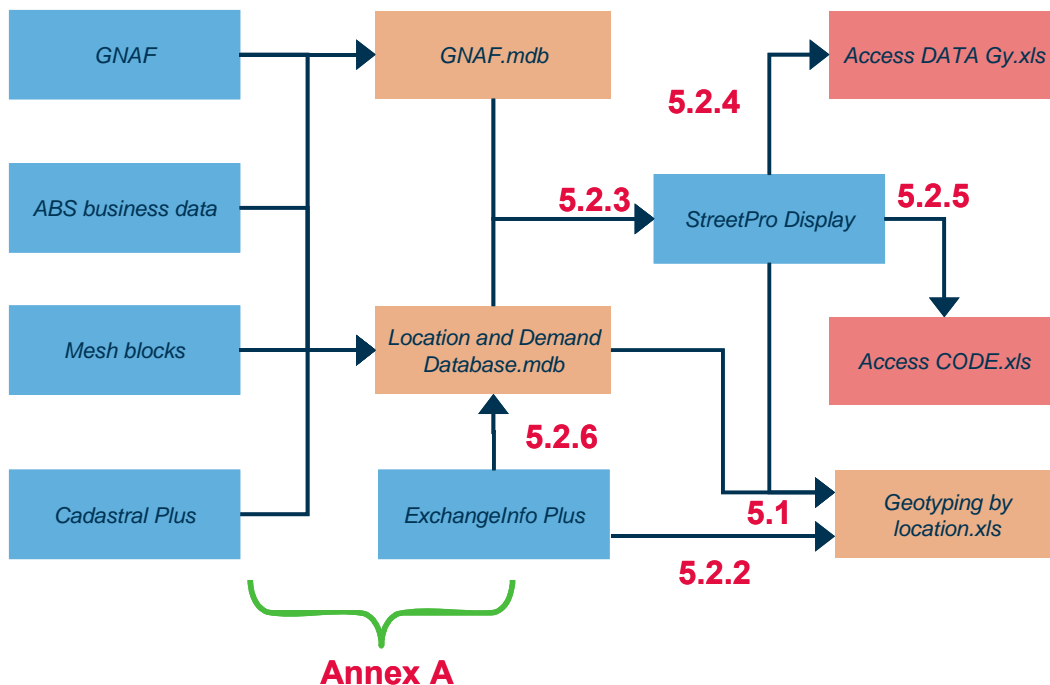 GNAF
GNAF.mdb
Access DATA Gy.xls
5.2.4
ABS business data
5.2.3
StreetPro Display
5.2.5
Mesh blocks
Location and Demand
Database.mdb
Access CODE.xls
5.2.6
Cadastral Plus
ExchangeInfo Plus
5.1
Geotyping by
location.xls
5.2.2
Annex A